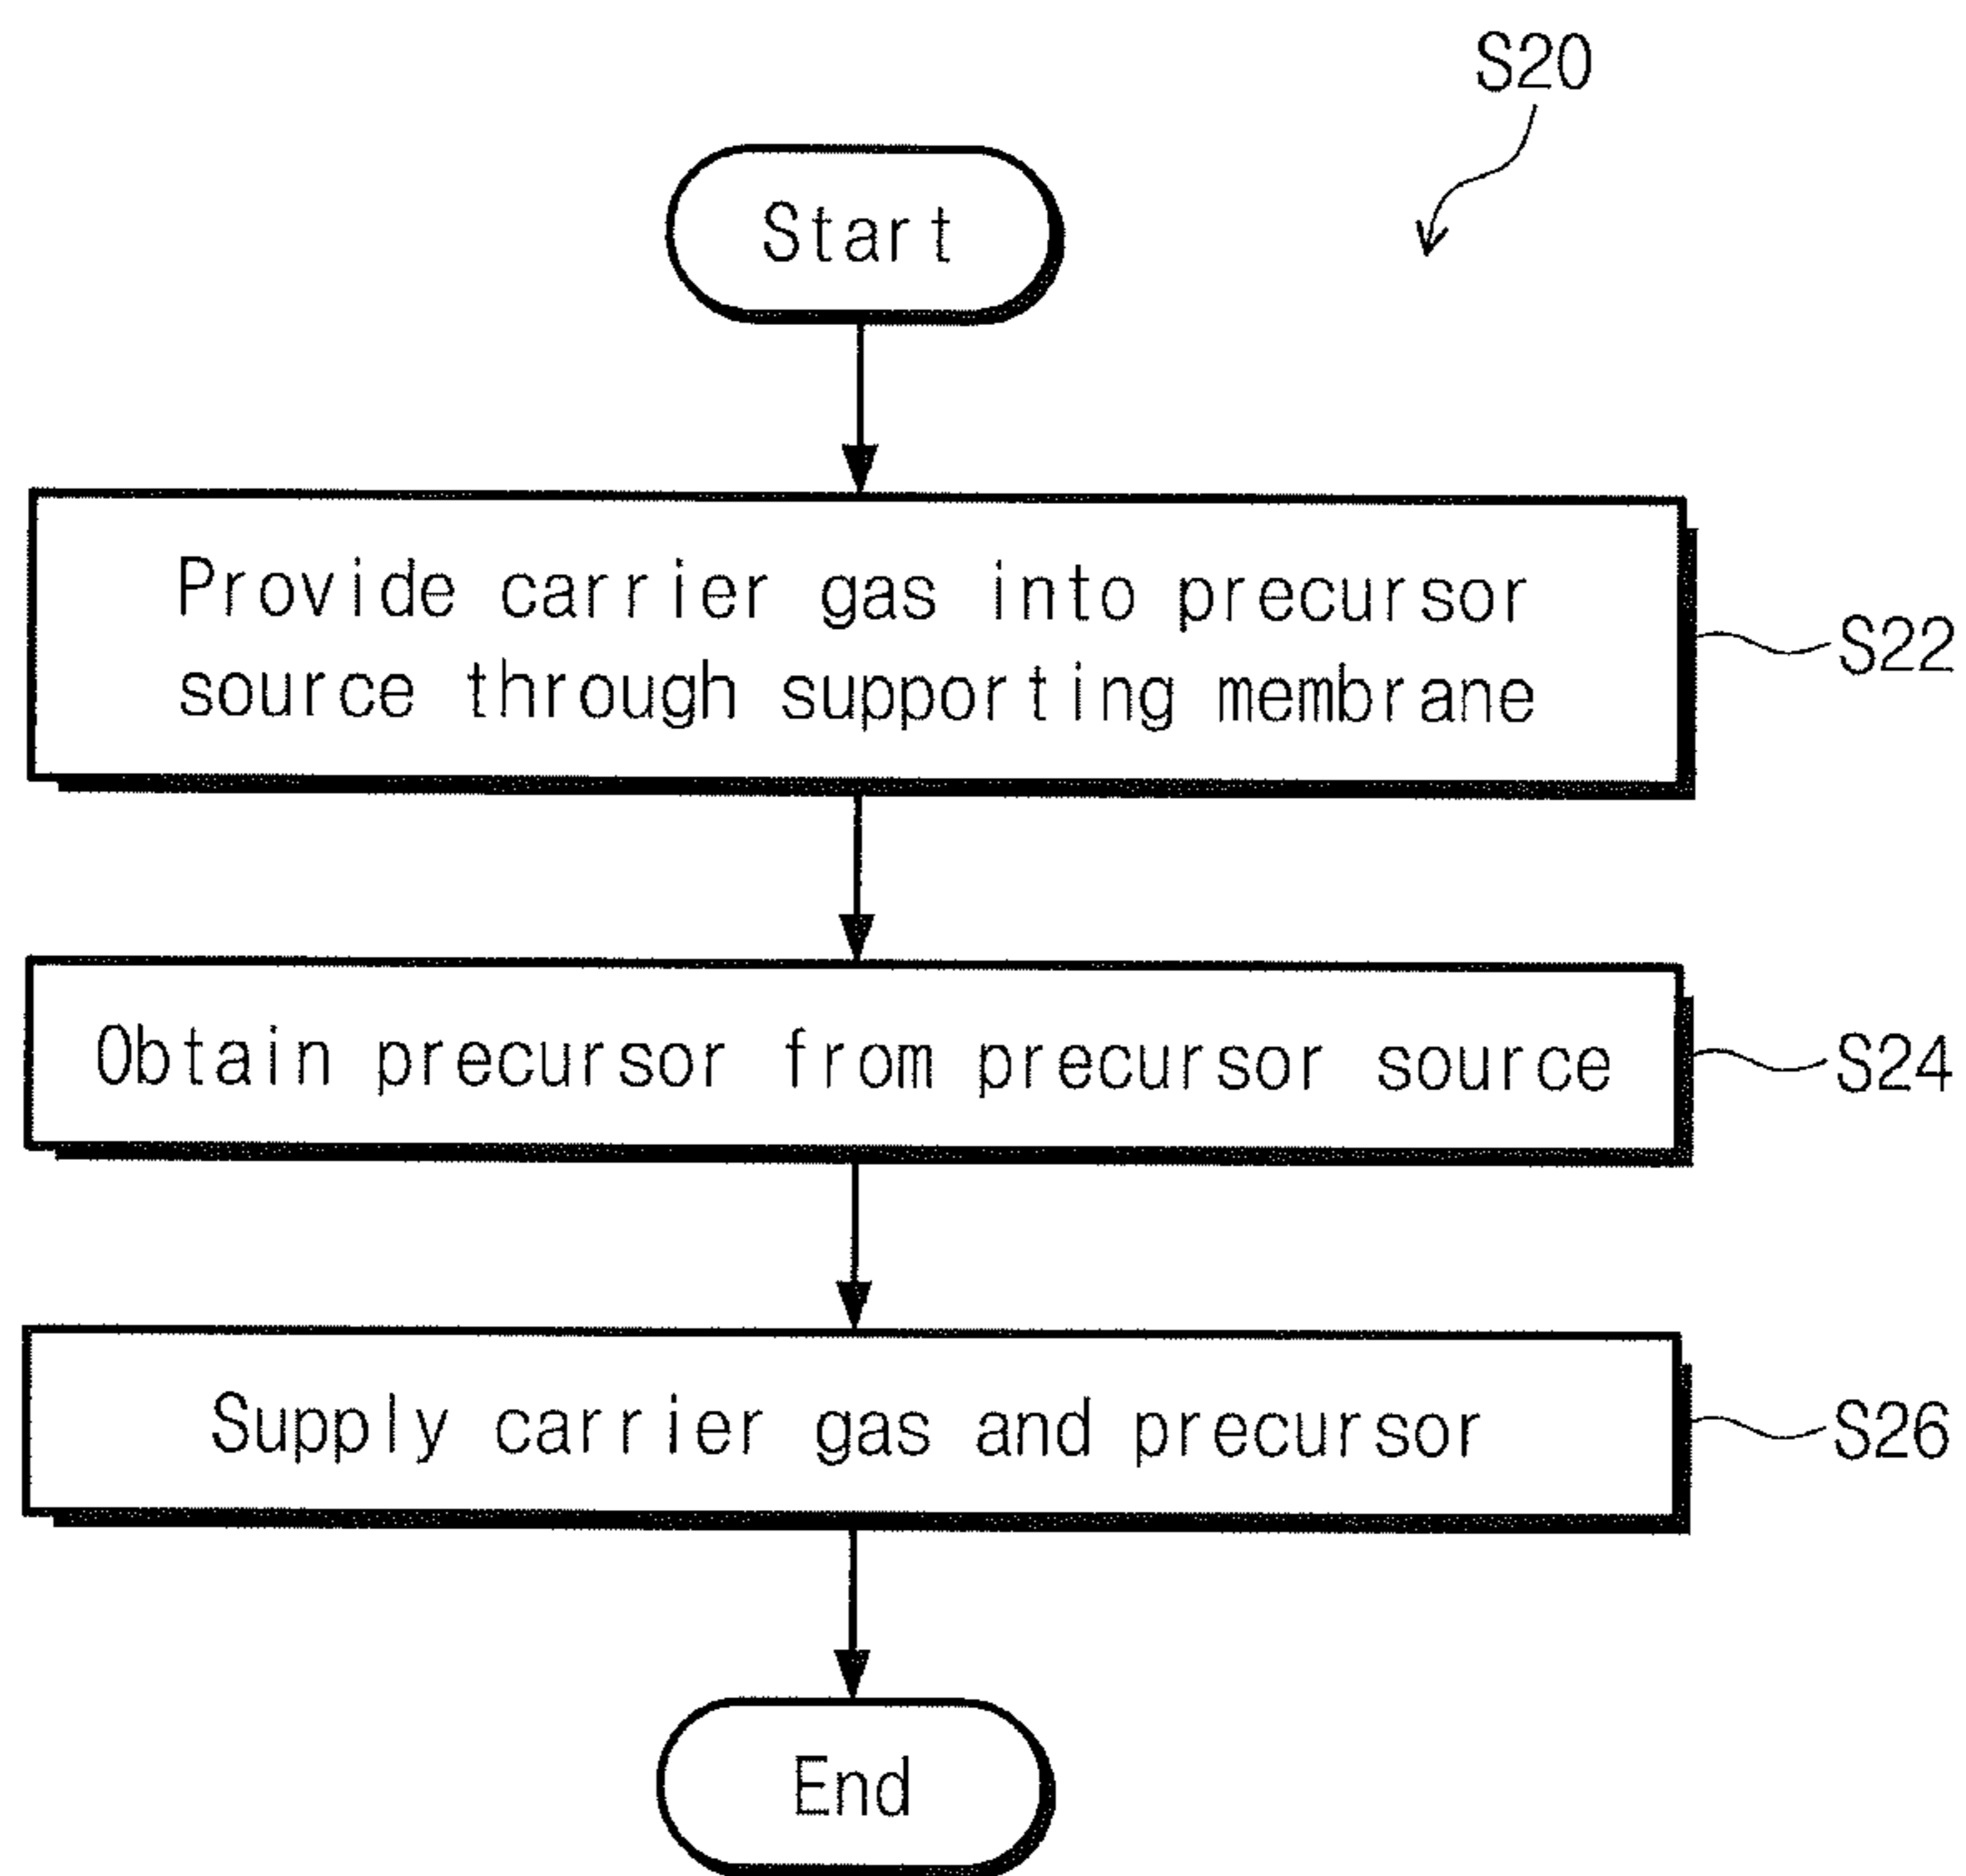 S20
Start
Provide carrier gas into precursor
source through supporting membrane
S22
Obtain precursor from precursor source
S24
Supply carrier gas and precursor
S26
End